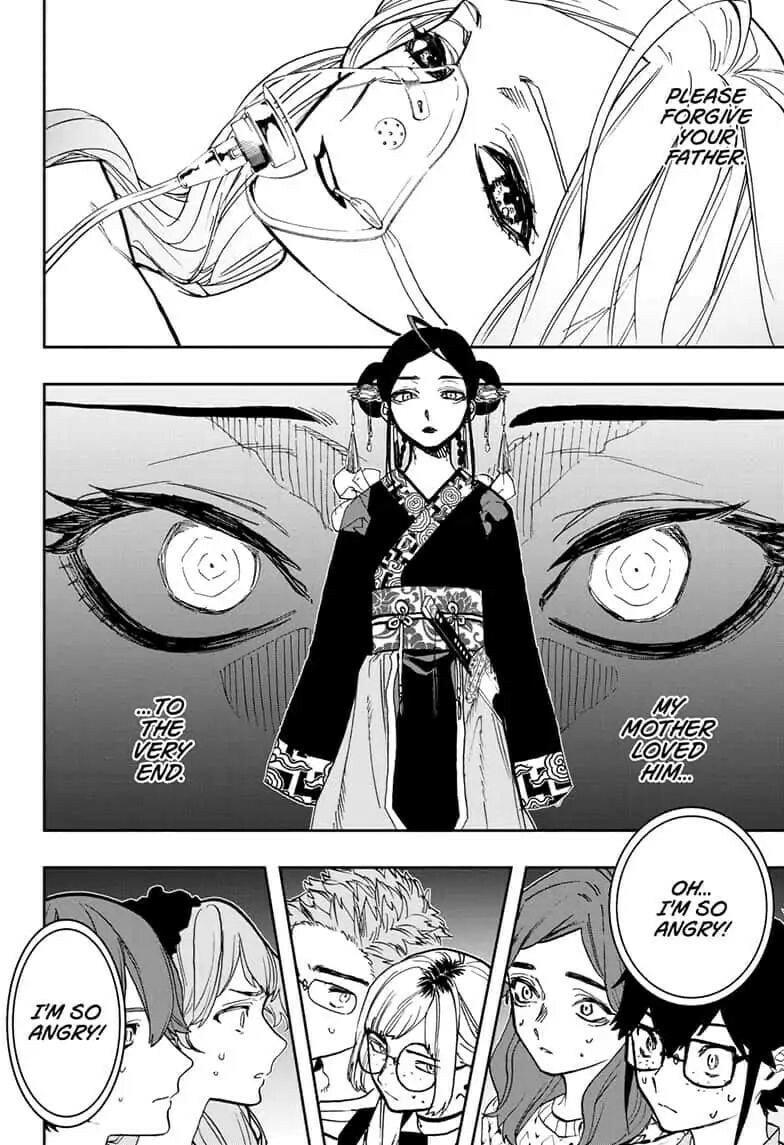 PLEASE
FORGIVE
YOUR
FATHER.
MY
MOTHER
LOVED
HIM...
...TO
THE
VERY
END.
OH...
I'M SO
ANGRY!
I'M SO
ANGRY!